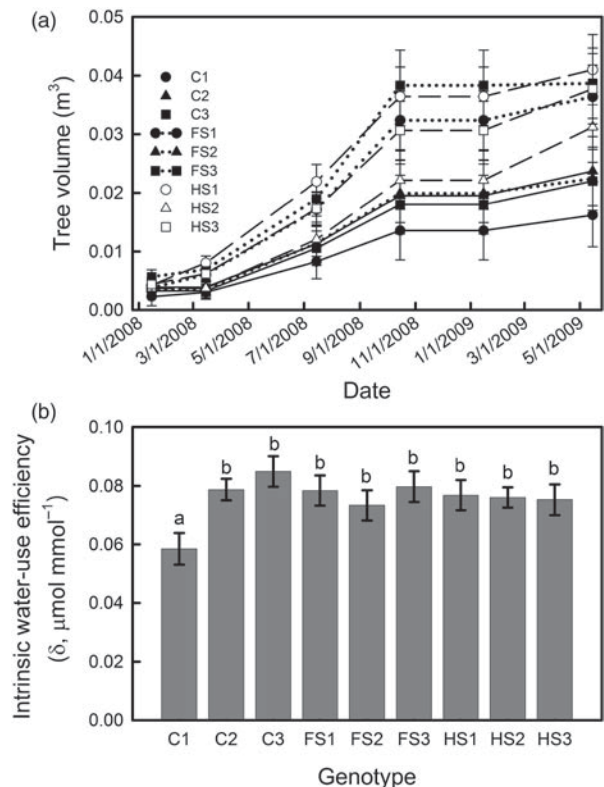 (a)
0.05
0.04
0.03
0.02
0.01
0.00
Tree volume (m³)
C1
C2
C3
FS1
FS2
FS3
HS1
HS2
HS3
1/1/2008
3/1/2008
5/1/2008
7/1/2008
9/1/2008
11/1/2008
1/1/2009
3/1/2009
5/1/2009
Date
(b)
0.10
0.08
0.06
0.04
0.02
0.00
Intrinsic water-use efficiency
(δ, μmol mmol⁻¹)
a b b b b b b b b
C1 C2 C3 FS1 FS2 FS3 HS1 HS2 HS3
Genotype